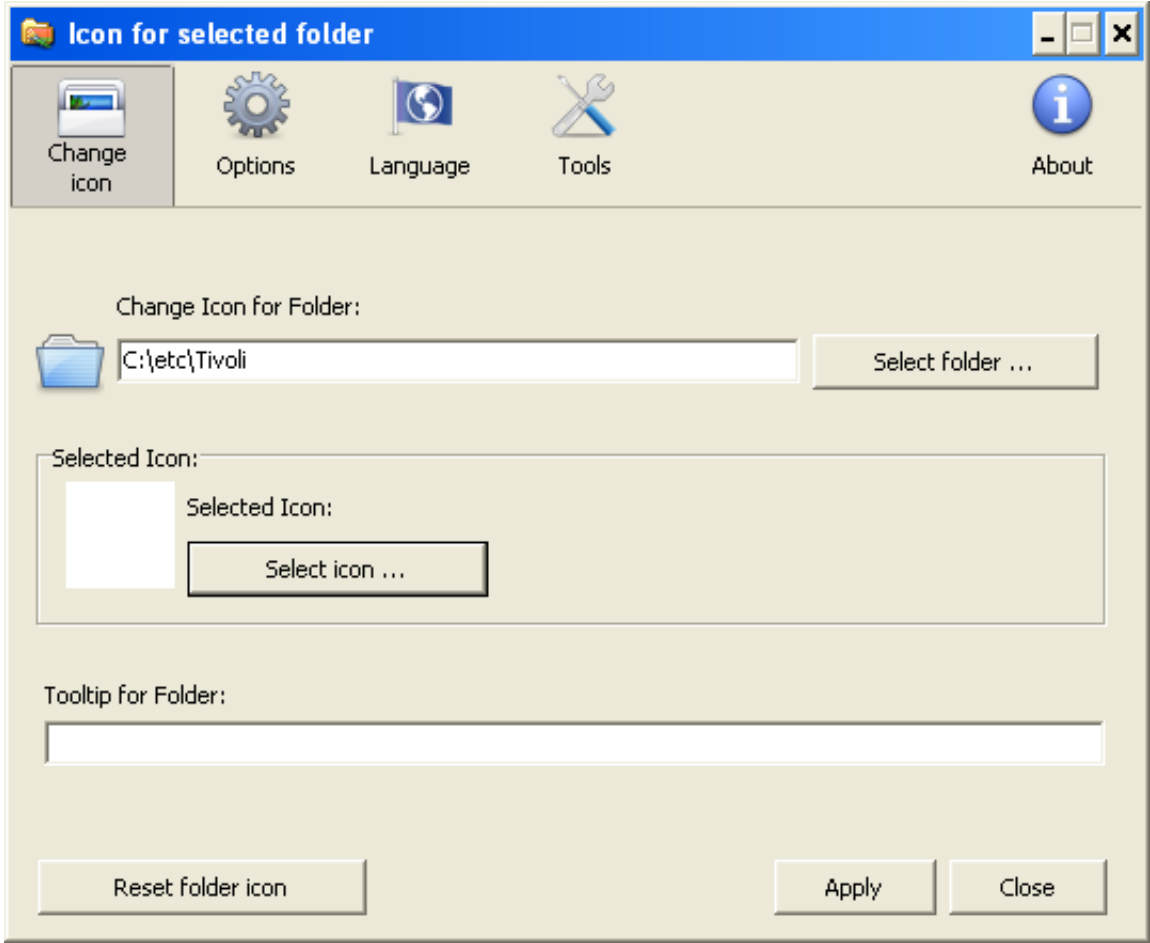 Icon for selected folder
Change
icon
Options
Language
Tools
About
Change Icon for Folder:
C:\etc\Tivoli
Select folder ...
Selected Icon:
Selected Icon:
Select icon ...
Tooltip for Folder:
Reset folder icon
Apply
Close